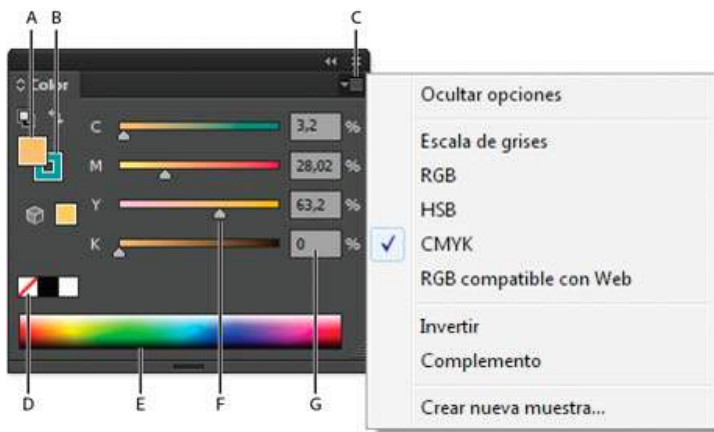 A B C
Color
C 3,2 %
M 28,02 %
Y 63,2 %
K 0 %
D E F G
Ocultar opciones
Escala de grises
RGB
HSB
CMYK
RGB compatible con Web
Invertir
Complemento
Crear nueva muestra...